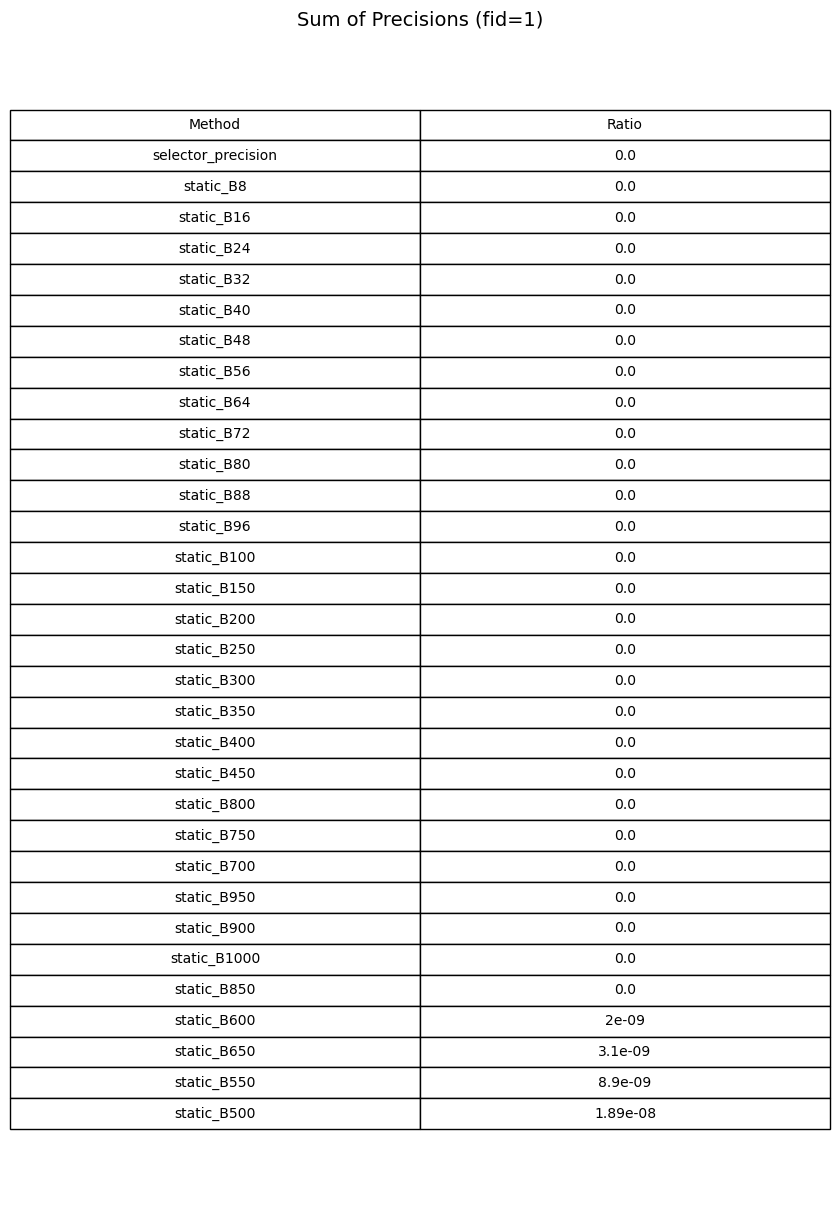 Sum of Precisions (fid=1)
Method Ratio
selector_precision 0.0
static_B8 0.0
static_B16 0.0
static_B24 0.0
static_B32 0.0
static_B40 0.0
static_B48 0.0
static_B56 0.0
static_B64 0.0
static_B72 0.0
static_B80 0.0
static_B88 0.0
static_B96 0.0
static_B100 0.0
static_B150 0.0
static_B200 0.0
static_B250 0.0
static_B300 0.0
static_B350 0.0
static_B400 0.0
static_B450 0.0
static_B800 0.0
static_B750 0.0
static_B700 0.0
static_B950 0.0
static_B900 0.0
static_B1000 0.0
static_B850 0.0
static_B600 2e-09
static_B650 3.1e-09
static_B550 8.9e-09
static_B500 1.89e-08